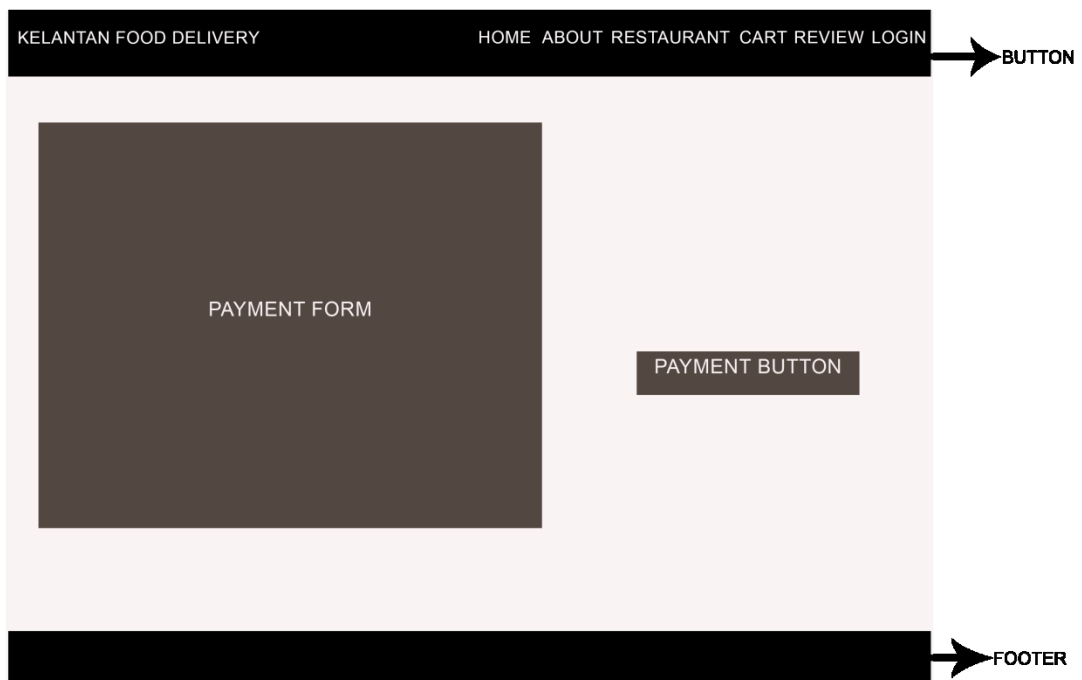 KELANTAN FOOD DELIVERY
HOME ABOUT RESTAURANT CART REVIEW LOGIN
BUTTON
PAYMENT FORM
PAYMENT BUTTON
FOOTER